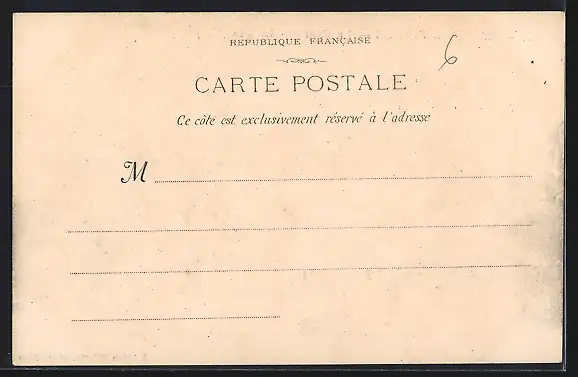 REPUBLIQUE FRANÇAISE
6
CARTE POSTALE
Ce côté est exclusivement réservé à l'adresse
M